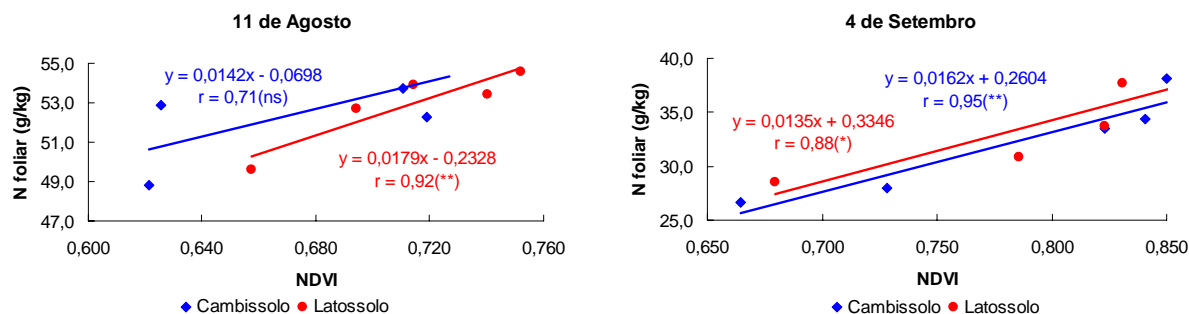 11 de Agosto
N foliar (g/kg)
55,0
53,0
51,0
49,0
47,0
y = 0,0142x - 0,0698
r = 0,71(ns)
y = 0,0179x - 0,2328
r = 0,92(**)
0,600 0,640 0,680 0,720 0,760
NDVI
Cambissolo Latossolo
4 de Setembro
N foliar (g/kg)
40,0
35,0
30,0
25,0
y = 0,0162x + 0,2604
r = 0,95(**)
y = 0,0135x + 0,3346
r = 0,88(*)
0,650 0,700 0,750 0,800 0,850
NDVI
Cambissolo Latossolo